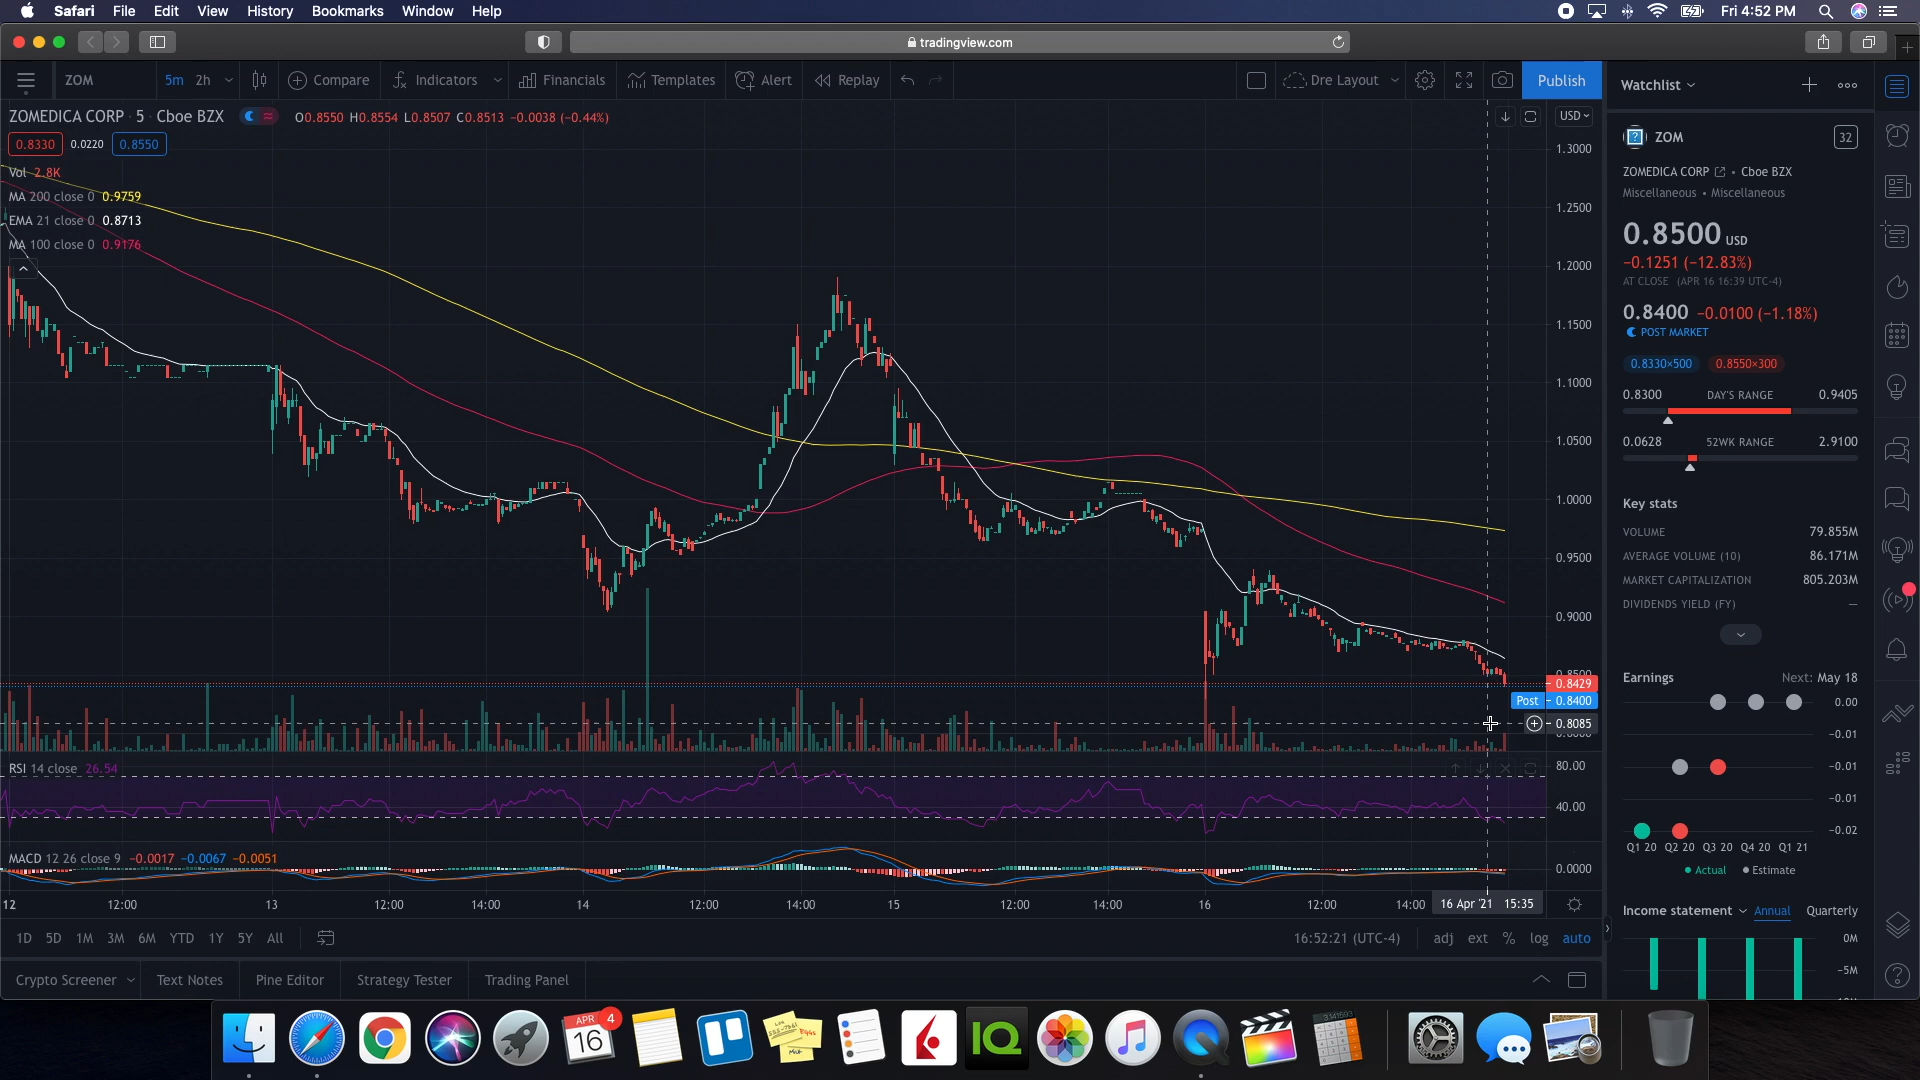 Safari File Edit View History Bookmarks Window Help Fri 4:52 PM
tradingview.com
ZOM 5m 2h Compare Indicators Financials Templates Alert Replay Dre Layout Publish
Watchlist
ZOMEDICA CORP · 5 · Cboe BZX O0.8550 H0.8554 L0.8507 C0.8513 -0.0038 (-0.44%)
USD
0.8330 0.0220 0.8550
Vol 2.8K
MA 200 close 0 0.9759
EMA 21 close 0 0.8713
MA 100 close 0 0.9176
1.3000
1.2500
1.2000
1.1500
1.1000
1.0500
1.0000
0.9500
0.9000
0.8429
Post 0.8400
0.8085
RSI 14 close 26.54
80.00
40.00
MACD 12 26 close 9 -0.0017 -0.0067 -0.0051
0.0000
12 12:00 13 12:00 14:00 14 12:00 14:00 15 12:00 14:00 16 12:00 14:00 16 Apr '21 15:35
1D 5D 1M 3M 6M YTD 1Y 5Y All 16:52:21 (UTC-4) adj ext % log auto
Crypto Screener Text Notes Pine Editor Strategy Tester Trading Panel
ZOM 32
ZOMEDICA CORP • Cboe BZX
Miscellaneous • Miscellaneous
0.8500 USD
-0.1251 (-12.83%)
AT CLOSE (APR 16 16:39 UTC-4)
0.8400 -0.0100 (-1.18%)
POST MARKET
0.8330×500 0.8550×300
0.8300 DAY'S RANGE 0.9405
0.0628 52WK RANGE 2.9100
Key stats
VOLUME 79.855M
AVERAGE VOLUME (10) 86.171M
MARKET CAPITALIZATION 805.203M
DIVIDENDS YIELD (FY) —
Earnings Next: May 18
0.00
-0.01
-0.01
-0.01
-0.02
Q1 20 Q2 20 Q3 20 Q4 20 Q1 21
Actual Estimate
Income statement Annual Quarterly
0M
-5M
APR 4
16
IQ